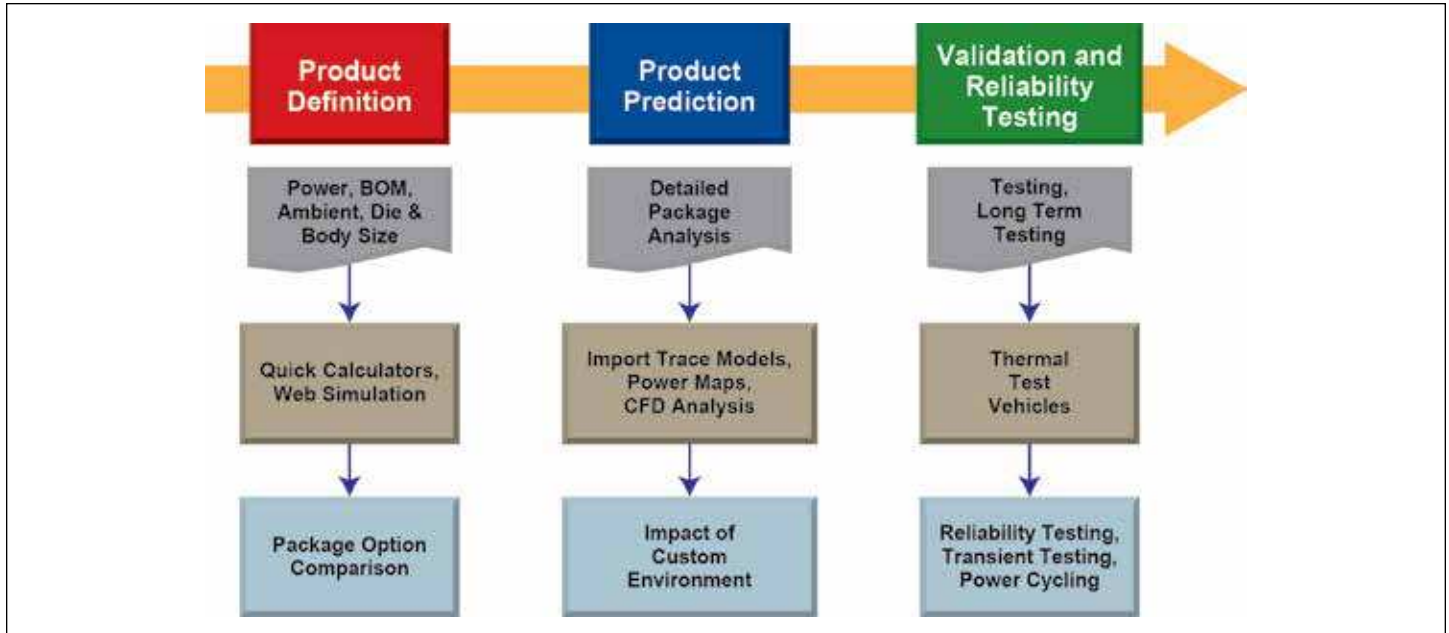 Product
Definition
Product
Prediction
Validation and
Reliability
Testing
Power, BOM,
Ambient, Die &
Body Size
Detailed
Package
Analysis
Testing,
Long Term
Testing
Quick Calculators,
Web Simulation
Import Trace Models,
Power Maps,
CFD Analysis
Thermal
Test
Vehicles
Package Option
Comparison
Impact of
Custom
Environment
Reliability Testing,
Transient Testing,
Power Cycling